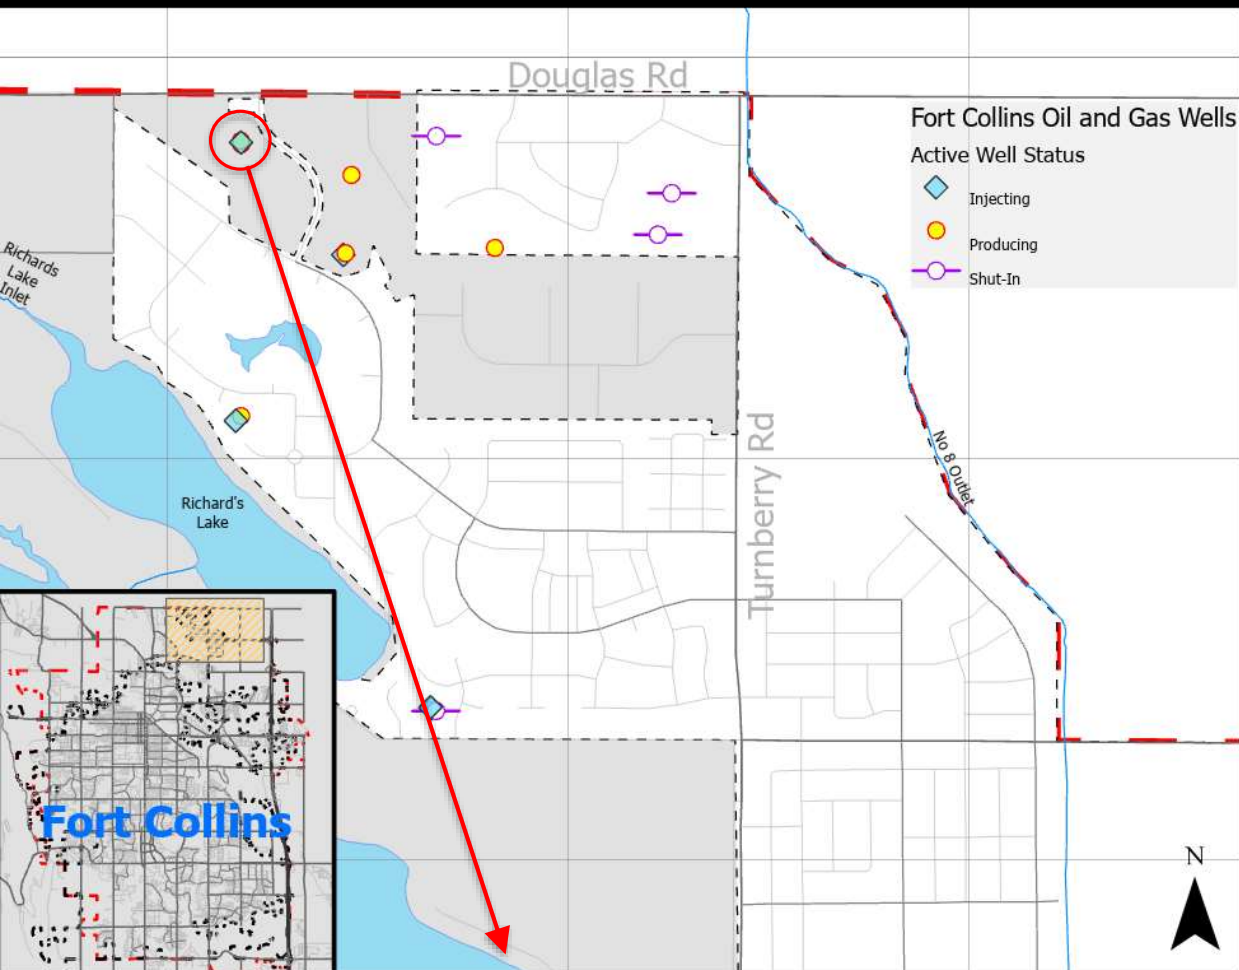 Douglas Rd
Fort Collins Oil and Gas Wells
Active Well Status
Injecting
Producing
Shut-In
Richards
Lake
Inlet
Richard's
Lake
Turnberry Rd
No 8 Outlet
Fort Collins
N